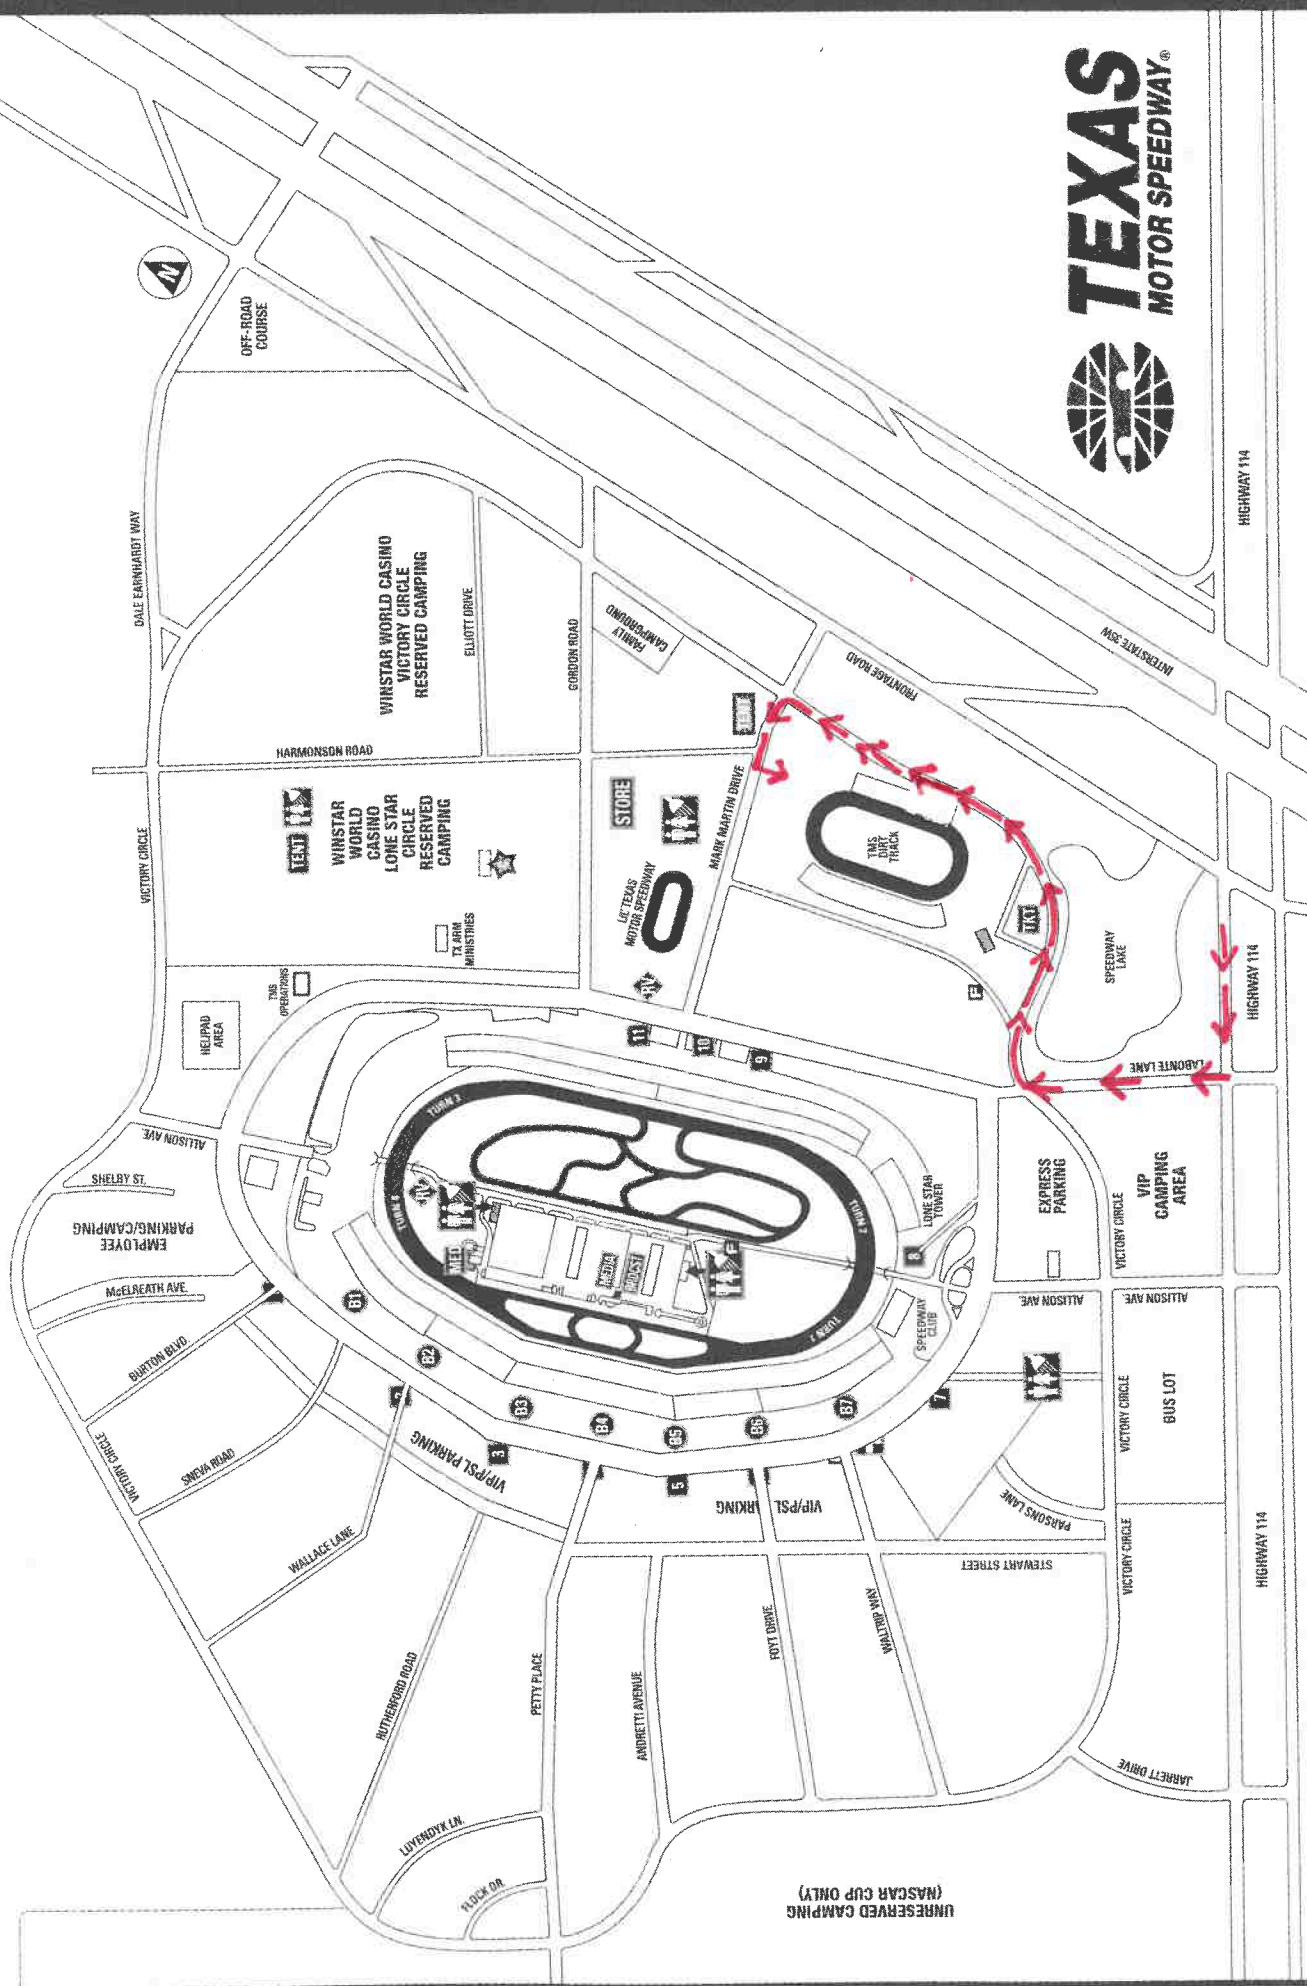 TEXAS
MOTOR SPEEDWAY®
N
OFF-ROAD
COURSE
DALE EARNHARDT WAY
WINSTAR WORLD CASINO
VICTORY CIRCLE
RESERVED CAMPING
ELLIOTT DRIVE
GORDON ROAD
FAMILY
CAMPGROUND
HARMONSON ROAD
FRONTAGE ROAD
INTERSTATE 35W
HIGHWAY 114
VICTORY CIRCLE
TENT
WINSTAR
WORLD
CASINO
LONE STAR
CIRCLE
RESERVED
CAMPING
STORE
TENT
MARK MARTIN DRIVE
LIL' TEXAS
MOTOR SPEEDWAY
TX ARM
MINISTRIES
TMS
DIRT
TRACK
TKT
SPEEDWAY
LAKE
HIGHWAY 114
LABONTE LANE
TMS
OPERATIONS
HELIPAD
AREA
RV
F
11
10
9
ALLISON AVE
SHELBY ST.
EMPLOYEE
PARKING/CAMPING
McELREATH AVE.
BURTON BLVD.
TURN 3
TURN 4
RV
MED
MEDIA
F
TURN 2
TURN 1
LONE STAR
TOWER
8
SPEEDWAY
CLUB
EXPRESS
PARKING
VICTORY CIRCLE
VIP
CAMPING
AREA
ALLISON AVE
ALLISON AVE
B1
B2
B3
B4
B5
B6
B7
2
3
5
7
VIP/PSL PARKING
VIP/PSL PARKING
VICTORY CIRCLE
SNEVA ROAD
WALLACE LANE
RUTHERFORD ROAD
PETTY PLACE
ANDRETTI AVENUE
FOYT DRIVE
WALTRIP WAY
STEWART STREET
PARSONS LANE
VICTORY CIRCLE
BUS LOT
VICTORY CIRCLE
HIGHWAY 114
JARRETT DRIVE
LUYENDYK LN.
FLOCK DR.
UNRESERVED CAMPING
(NASCAR CUP ONLY)